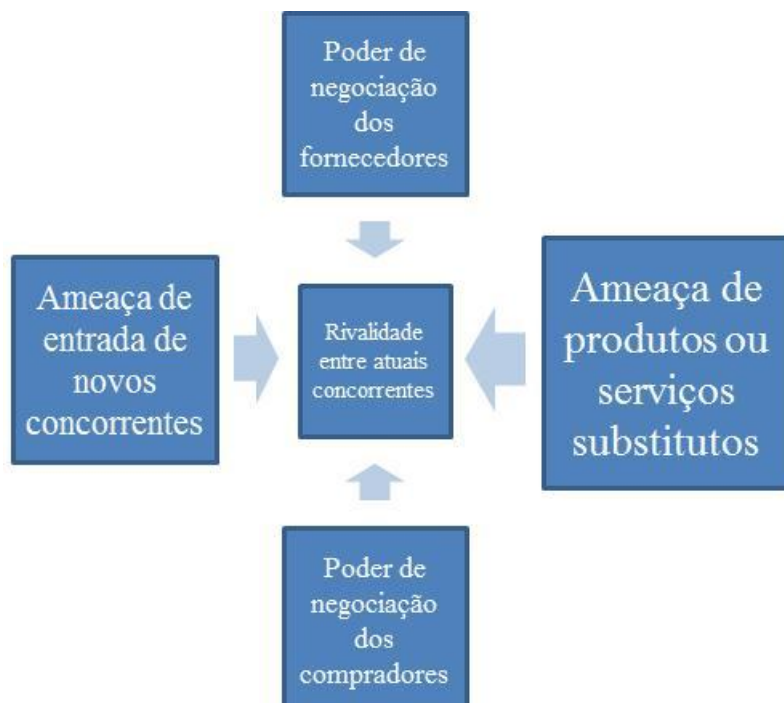 Poder de
negociação
dos
fornecedores
Ameaça de
entrada de
novos
concorrentes
Rivalidade
entre atuais
concorrentes
Ameaça de
produtos ou
serviços
substitutos
Poder de
negociação
dos
compradores